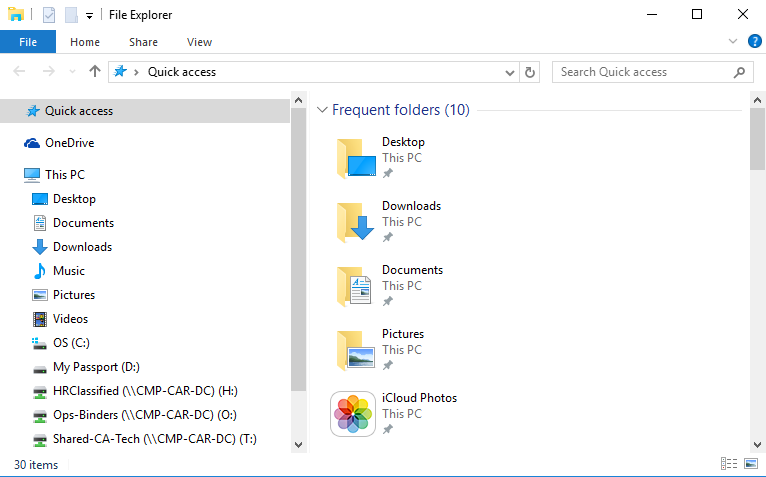 File Explorer
File Home Share View
Quick access
Search Quick access
Quick access
OneDrive
This PC
Desktop
Documents
Downloads
Music
Pictures
Videos
OS (C:)
My Passport (D:)
HRClassified (\\CMP-CAR-DC) (H:)
Ops-Binders (\\CMP-CAR-DC) (O:)
Shared-CA-Tech (\\CMP-CAR-DC) (T:)
Frequent folders (10)
Desktop
This PC
Downloads
This PC
Documents
This PC
Pictures
This PC
iCloud Photos
This PC
30 items